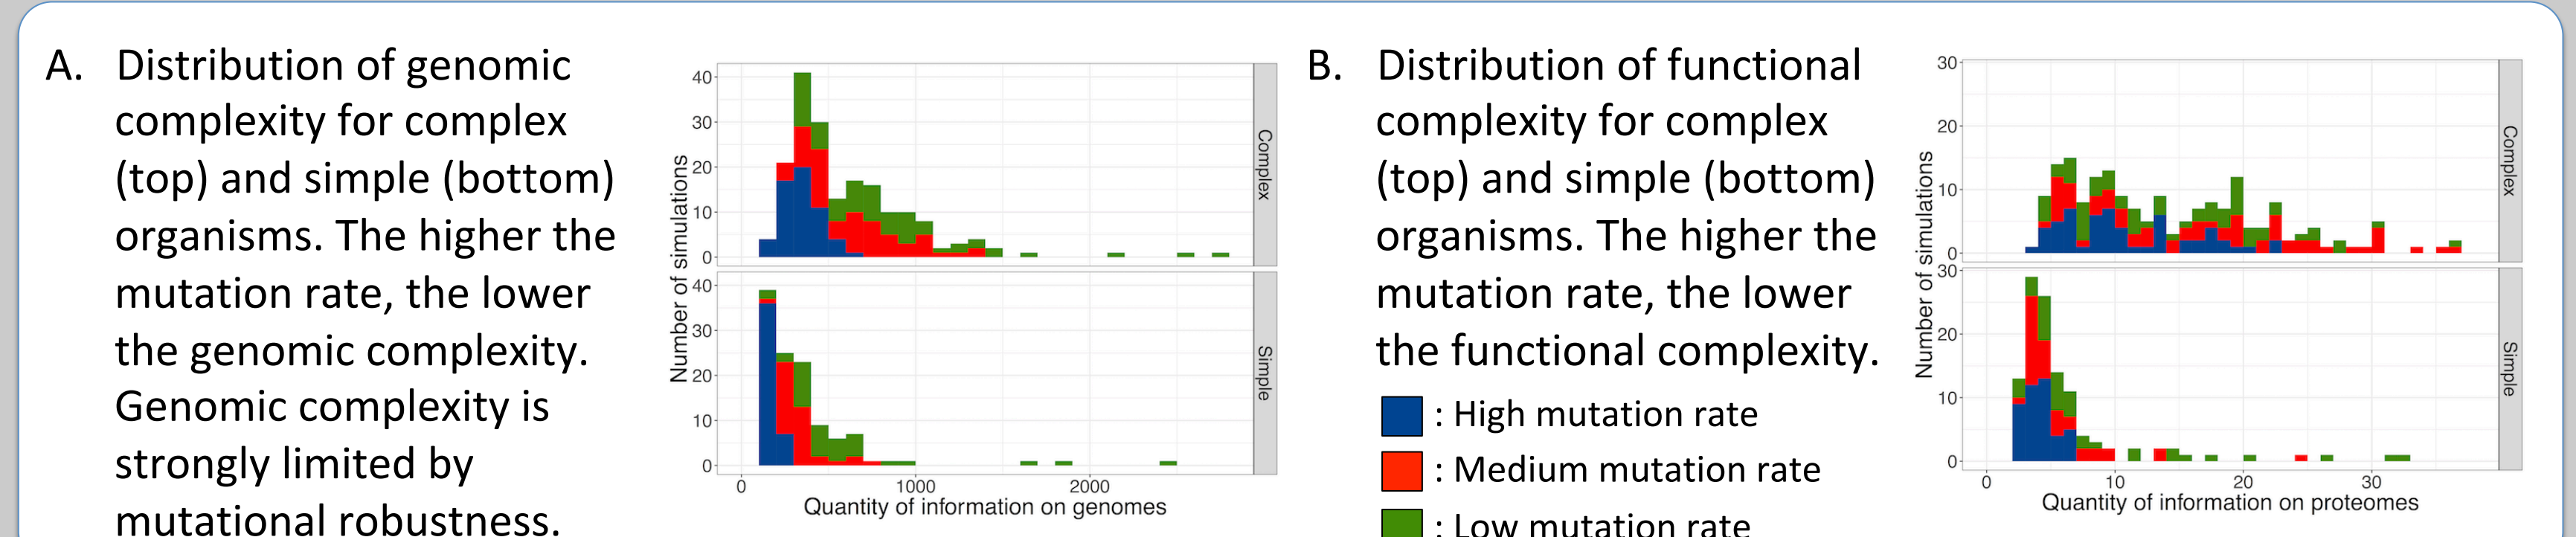 A. Distribution of genomic
complexity for complex
(top) and simple (bottom)
organisms. The higher the
mutation rate, the lower
the genomic complexity.
Genomic complexity is
strongly limited by
mutational robustness.
Number of simulations
40
30
20
10
0
Complex
40
30
20
10
0
Simple
0 1000 2000
Quantity of information on genomes
B. Distribution of functional
complexity for complex
(top) and simple (bottom)
organisms. The higher the
mutation rate, the lower
the functional complexity.
: High mutation rate
: Medium mutation rate
: Low mutation rate
Number of simulations
30
20
10
0
Complex
30
20
10
0
Simple
0 10 20 30
Quantity of information on proteomes